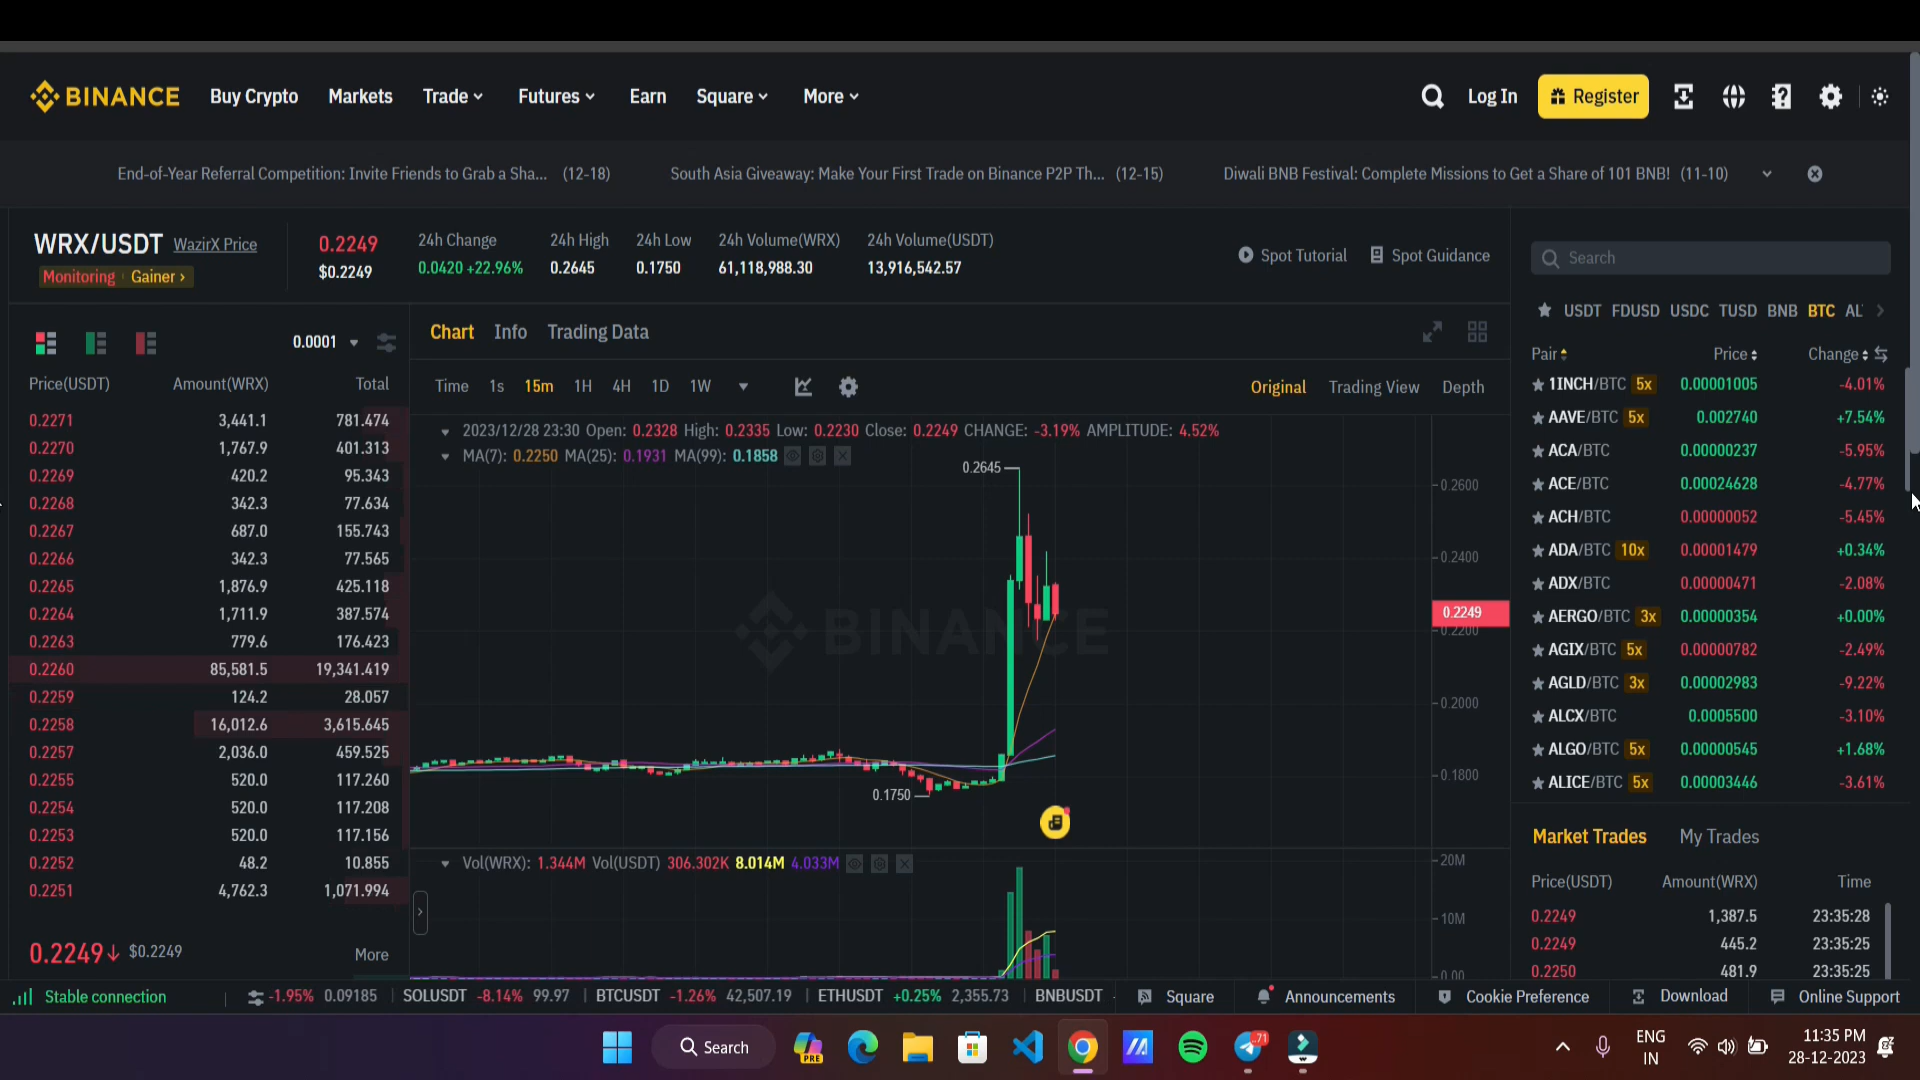 BINANCE Buy Crypto Markets Trade Futures Earn Square More Log In Register
End-of-Year Referral Competition: Invite Friends to Grab a Sha... (12-18) South Asia Giveaway: Make Your First Trade on Binance P2P Th... (12-15) Diwali BNB Festival: Complete Missions to Get a Share of 101 BNB! (11-10)
WRX/USDT WazirX Price
Monitoring Gainer
0.2249
$0.2249
24h Change 24h High 24h Low 24h Volume(WRX) 24h Volume(USDT)
0.0420 +22.96% 0.2645 0.1750 61,118,988.30 13,916,542.57
Spot Tutorial Spot Guidance
0.0001
Price(USDT) Amount(WRX) Total
0.2271 3,441.1 781.474
0.2270 1,767.9 401.313
0.2269 420.2 95.343
0.2268 342.3 77.634
0.2267 687.0 155.743
0.2266 342.3 77.565
0.2265 1,876.9 425.118
0.2264 1,711.9 387.574
0.2263 779.6 176.423
0.2260 85,581.5 19,341.419
0.2259 124.2 28.057
0.2258 16,012.6 3,615.645
0.2257 2,036.0 459.525
0.2255 520.0 117.260
0.2254 520.0 117.208
0.2253 520.0 117.156
0.2252 48.2 10.855
0.2251 4,762.3 1,071.994
0.2249↓ $0.2249 More
Chart Info Trading Data
Time 1s 15m 1H 4H 1D 1W Original Trading View Depth
2023/12/28 23:30 Open: 0.2328 High: 0.2335 Low: 0.2230 Close: 0.2249 CHANGE: -3.19% AMPLITUDE: 4.52%
MA(7): 0.2250 MA(25): 0.1931 MA(99): 0.1858
0.2645
0.2600
0.2400
0.2249
0.2200
BINANCE
0.2000
0.1800
0.1750
Vol(WRX): 1.344M Vol(USDT) 306.302K 8.014M 4.033M
20M
10M
0.00
Search
USDT FDUSD USDC TUSD BNB BTC AL
Pair Price Change
1INCH/BTC 5x 0.00001005 -4.01%
AAVE/BTC 5x 0.002740 +7.54%
ACA/BTC 0.00000237 -5.95%
ACE/BTC 0.00024628 -4.77%
ACH/BTC 0.00000052 -5.45%
ADA/BTC 10x 0.00001479 +0.34%
ADX/BTC 0.00000471 -2.08%
AERGO/BTC 3x 0.00000354 +0.00%
AGIX/BTC 5x 0.00000782 -2.49%
AGLD/BTC 3x 0.00002983 -9.22%
ALCX/BTC 0.0005500 -3.10%
ALGO/BTC 5x 0.00000545 +1.68%
ALICE/BTC 5x 0.00003446 -3.61%
Market Trades My Trades
Price(USDT) Amount(WRX) Time
0.2249 1,387.5 23:35:28
0.2249 445.2 23:35:25
0.2250 481.9 23:35:25
Stable connection -1.95% 0.09185 SOLUSDT -8.14% 99.97 BTCUSDT -1.26% 42,507.19 ETHUSDT +0.25% 2,355.73 BNBUSDT - Square Announcements Cookie Preference Download Online Support
Search PRE 71
ENG
IN
11:35 PM
28-12-2023